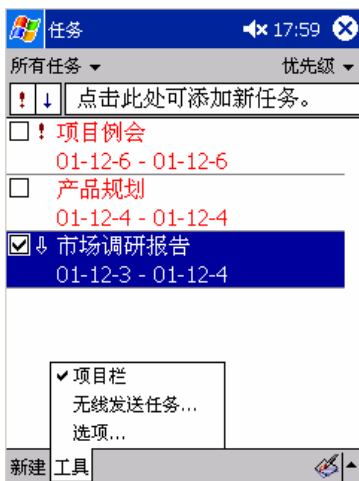 任务 17:59
所有任务 优先级
! ↓ 点击此处可添加新任务。
! 项目例会
01-12-6 - 01-12-6
产品规划
01-12-4 - 01-12-4
市场调研报告
01-12-3 - 01-12-4
项目栏
无线发送任务...
选项...
新建 工具